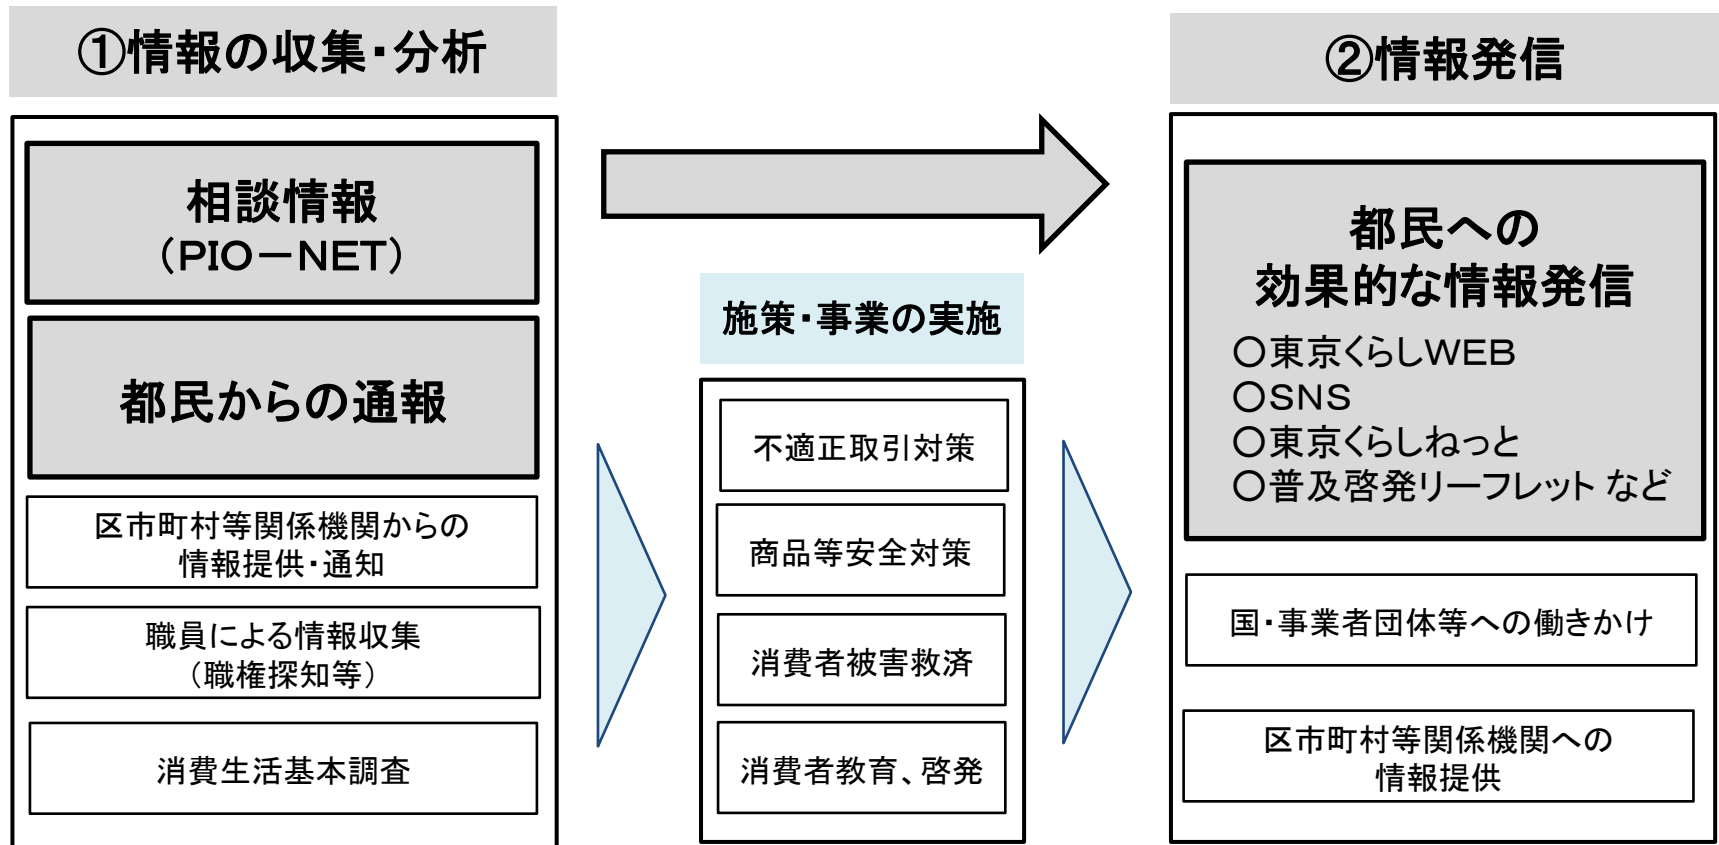 ①情報の収集・分析
相談情報
（PIO－NET）
都民からの通報
区市町村等関係機関からの
情報提供・通知
職員による情報収集
（職権探知等）
消費生活基本調査
施策・事業の実施
不適正取引対策
商品等安全対策
消費者被害救済
消費者教育、啓発
②情報発信
都民への
効果的な情報発信
○東京くらしWEB
○SNS
○東京くらしねっと
○普及啓発リーフレット など
国・事業者団体等への働きかけ
区市町村等関係機関への
情報提供